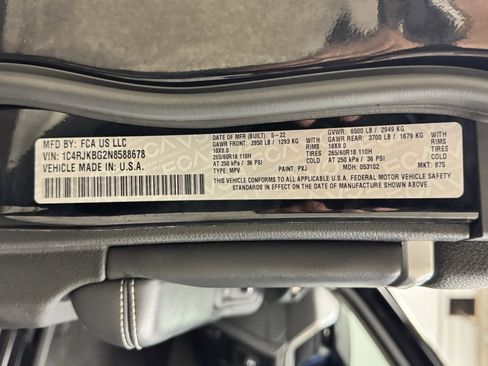 MFD BY: FCA US LLC
VIN: 1C4RJKBG2N8588678
VEHICLE MADE IN: U.S.A.
DATE OF MFR (BUILT): 5-22
GAWR FRONT: 2850 LB / 1293 KG
18X8.0
265/60R18 110H
AT 250 kPa / 36 PSI
TYPE: MPV PAINT: PXJ
WITH
RIMS
TIRES
GVWR: 6500 LB / 2949 KG
GAWR REAR: 3700 LB / 1679 KG
18X8.0
265/60R18 110H
AT 250 kPa / 36 PSI
MDH: 053102
WITH
RIMS
TIRES
MKT: 875
THIS VEHICLE CONFORMS TO ALL APPLICABLE U.S.A. FEDERAL MOTOR VEHICLE SAFETY
STANDARDS IN EFFECT ON THE DATE OF MANUFACTURE SHOWN ABOVE